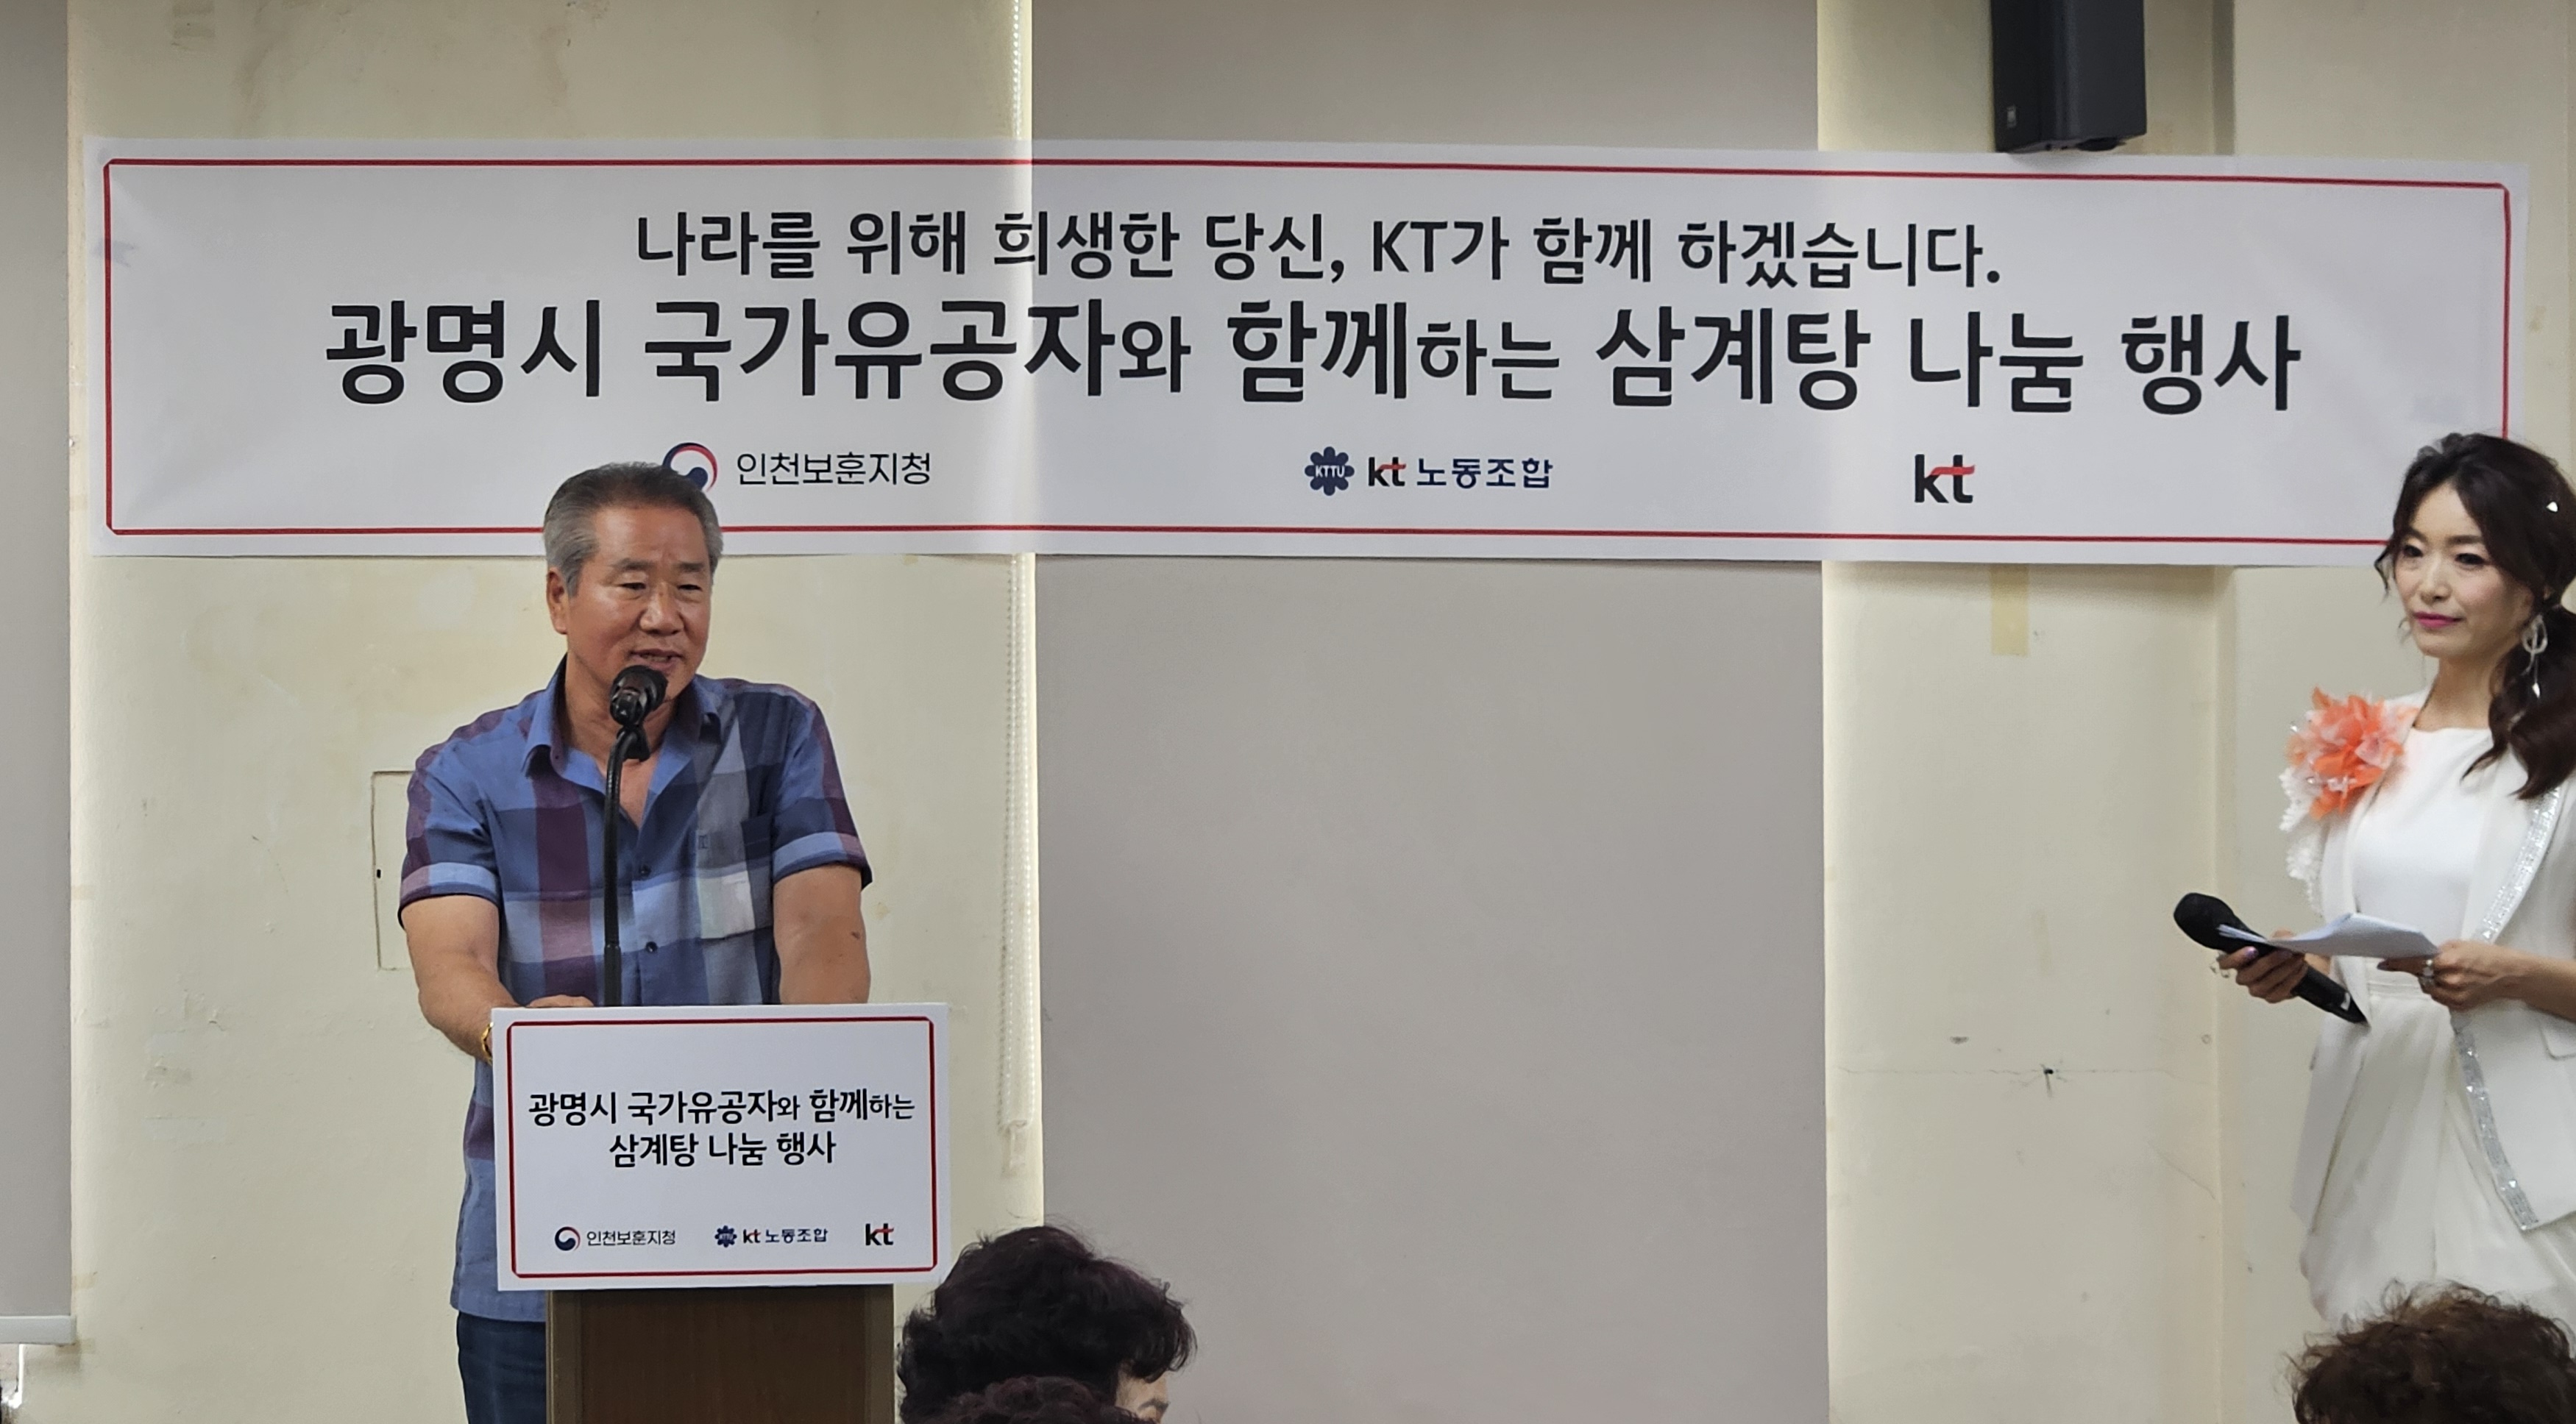 나라를 위해 희생한 당신, KT가 함께 하겠습니다.
광명시 국가유공자와 함께하는 삼계탕 나눔 행사
인천보훈지청
KTTU kt 노동조합
kt
광명시 국가유공자와 함께하는
삼계탕 나눔 행사
인천보훈지청
kt 노동조합
kt